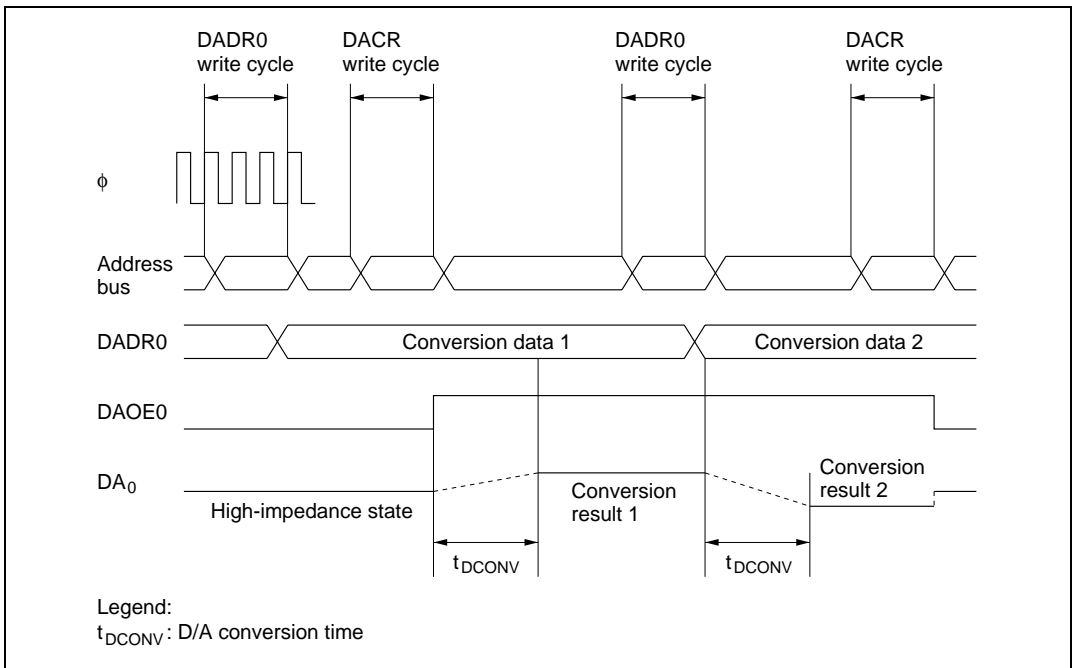 DADR0 write cycle
DACR write cycle
DADR0 write cycle
DACR write cycle
ϕ
Address bus
DADR0
Conversion data 1
Conversion data 2
DAOE0
DA0
High-impedance state
Conversion result 1
Conversion result 2
tDCONV
tDCONV
Legend:
tDCONV : D/A conversion time